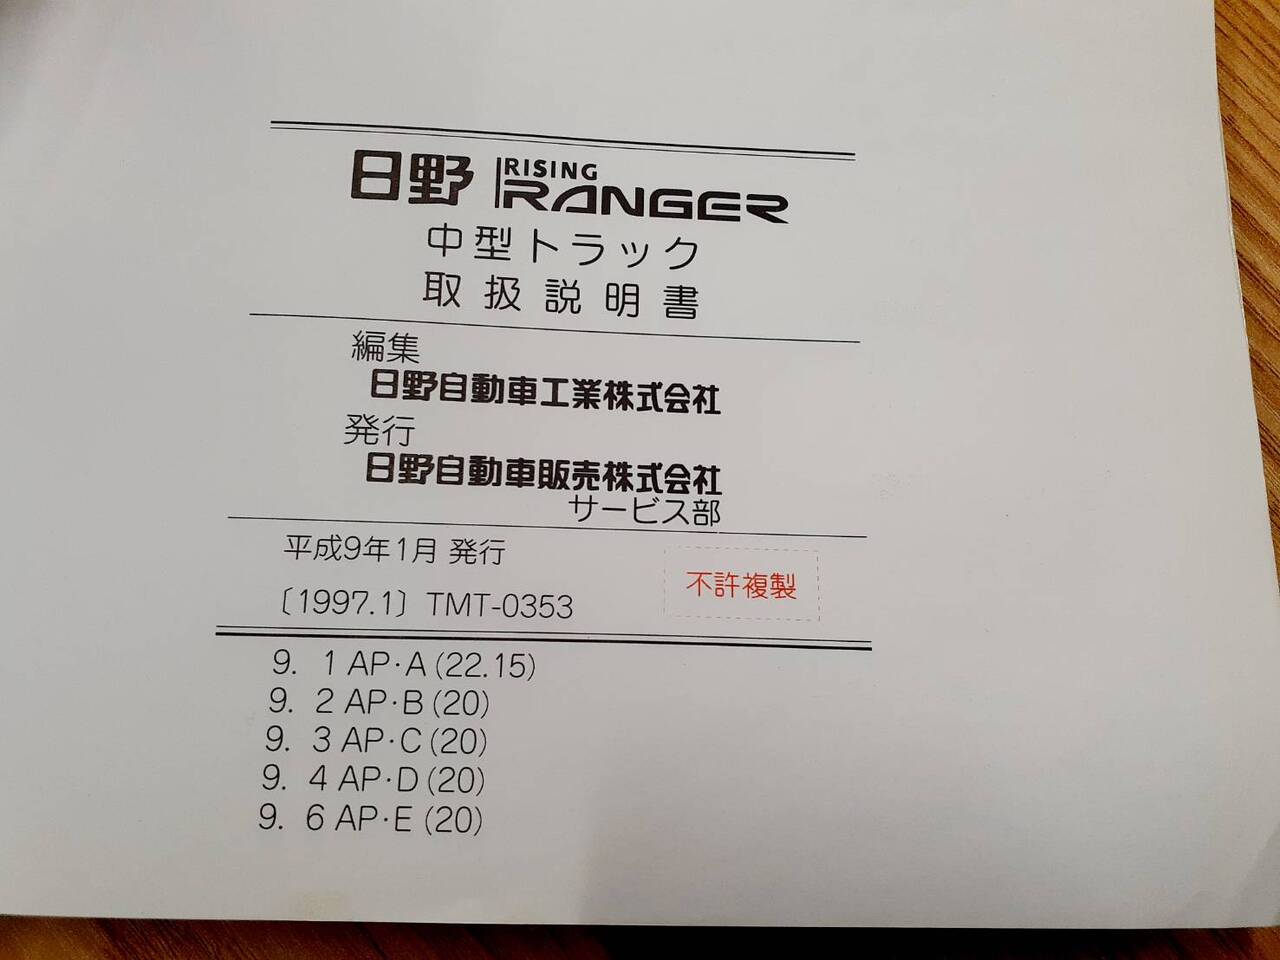 日野 RISING RANGER
中型トラック
取扱説明書
編集
日野自動車工業株式会社
発行
日野自動車販売株式会社
サービス部
平成9年1月 発行
〔1997.1〕 TMT-0353
不許複製
9. 1 AP·A (22.15)
9. 2 AP·B (20)
9. 3 AP·C (20)
9. 4 AP·D (20)
9. 6 AP·E (20)